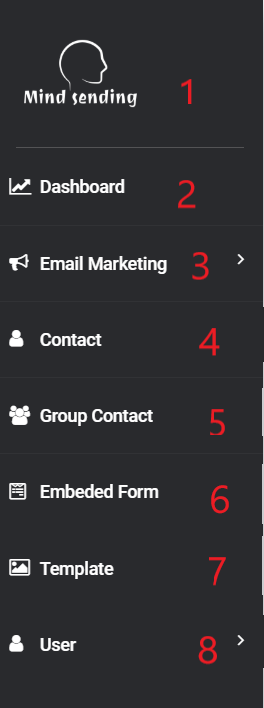 Mind sending 1
Dashboard 2
Email Marketing 3
Contact 4
Group Contact 5
Embeded Form 6
Template 7
User 8